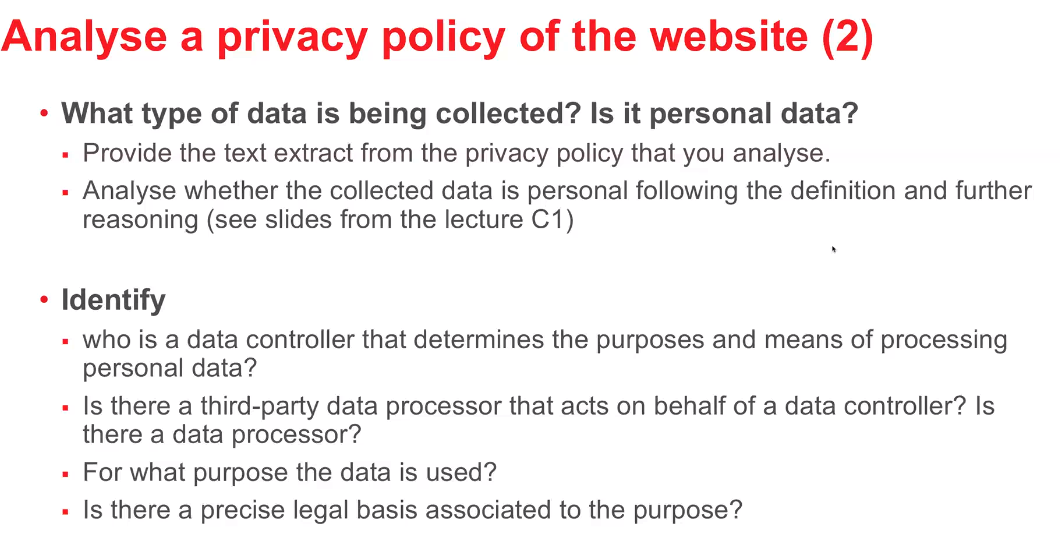 Analyse a privacy policy of the website (2)
• What type of data is being collected? Is it personal data?
▪ Provide the text extract from the privacy policy that you analyse.
▪ Analyse whether the collected data is personal following the definition and further
reasoning (see slides from the lecture C1)
• Identify
▪ who is a data controller that determines the purposes and means of processing
personal data?
▪ Is there a third-party data processor that acts on behalf of a data controller? Is
there a data processor?
▪ For what purpose the data is used?
▪ Is there a precise legal basis associated to the purpose?